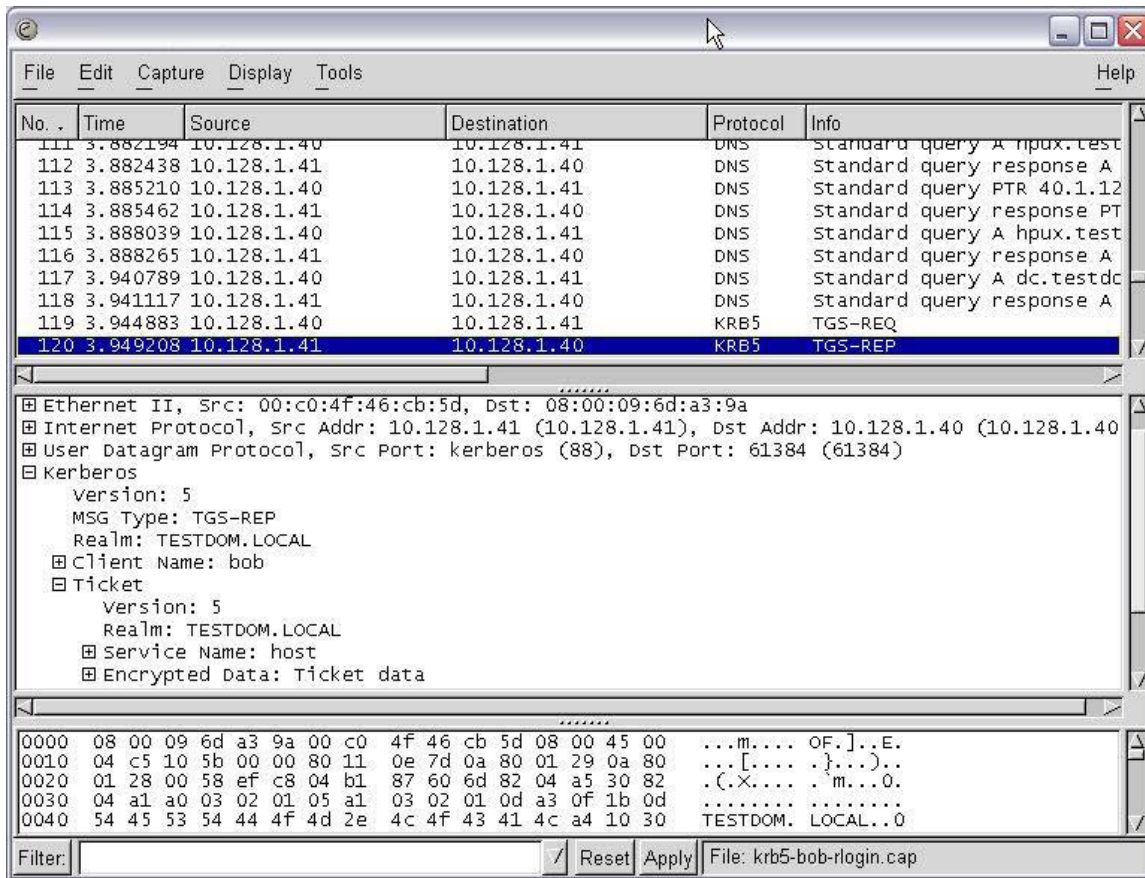 File Edit Capture Display Tools Help
No. . Time Source Destination Protocol Info
111 3.882194 10.128.1.40 10.128.1.41 DNS Standard query A hpux.test
112 3.882438 10.128.1.41 10.128.1.40 DNS Standard query response A
113 3.885210 10.128.1.40 10.128.1.41 DNS Standard query PTR 40.1.12
114 3.885462 10.128.1.41 10.128.1.40 DNS Standard query response PT
115 3.888039 10.128.1.40 10.128.1.41 DNS Standard query A hpux.test
116 3.888265 10.128.1.41 10.128.1.40 DNS Standard query response A
117 3.940789 10.128.1.40 10.128.1.41 DNS Standard query A dc.testdc
118 3.941117 10.128.1.41 10.128.1.40 DNS Standard query response A
119 3.944883 10.128.1.40 10.128.1.41 KRB5 TGS-REQ
120 3.949208 10.128.1.41 10.128.1.40 KRB5 TGS-REP
Ethernet II, Src: 00:c0:4f:46:cb:5d, Dst: 08:00:09:6d:a3:9a
Internet Protocol, Src Addr: 10.128.1.41 (10.128.1.41), Dst Addr: 10.128.1.40 (10.128.1.40
User Datagram Protocol, Src Port: kerberos (88), Dst Port: 61384 (61384)
Kerberos
Version: 5
MSG Type: TGS-REP
Realm: TESTDOM.LOCAL
Client Name: bob
Ticket
Version: 5
Realm: TESTDOM.LOCAL
Service Name: host
Encrypted Data: Ticket data
0000 08 00 09 6d a3 9a 00 c0 4f 46 cb 5d 08 00 45 00 ...m.... OF.]..E.
0010 04 c5 10 5b 00 00 80 11 0e 7d 0a 80 01 29 0a 80 ...[.... .}...)..
0020 01 28 00 58 ef c8 04 b1 87 60 6d 82 04 a5 30 82 .(.X.... .`m...0.
0030 04 a1 a0 03 02 01 05 a1 03 02 01 0d a3 0f 1b 0d ........ ........
0040 54 45 53 54 44 4f 4d 2e 4c 4f 43 41 4c a4 10 30 TESTDOM. LOCAL..0
Filter: Reset Apply File: krb5-bob-rlogin.cap